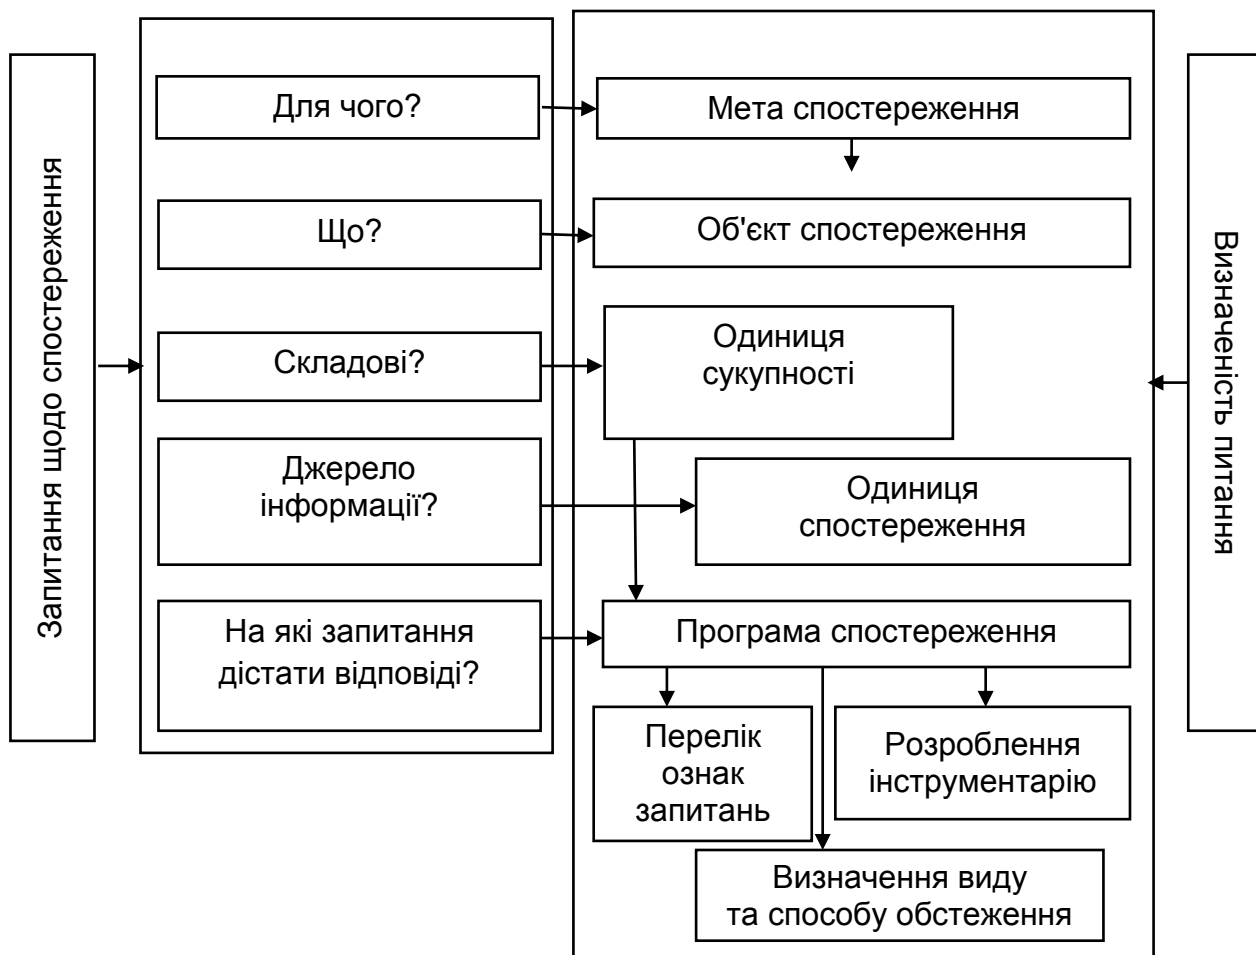 Запитання щодо спостереження
Для чого?
Мета спостереження
Що?
Об'єкт спостереження
Складові?
Одиниця
сукупності
Джерело
інформації?
Одиниця
спостереження
На які запитання
дістати відповіді?
Програма спостереження
Перелік
ознак
запитань
Розроблення
інструментарію
Визначення виду
та способу обстеження
Визначеність питання